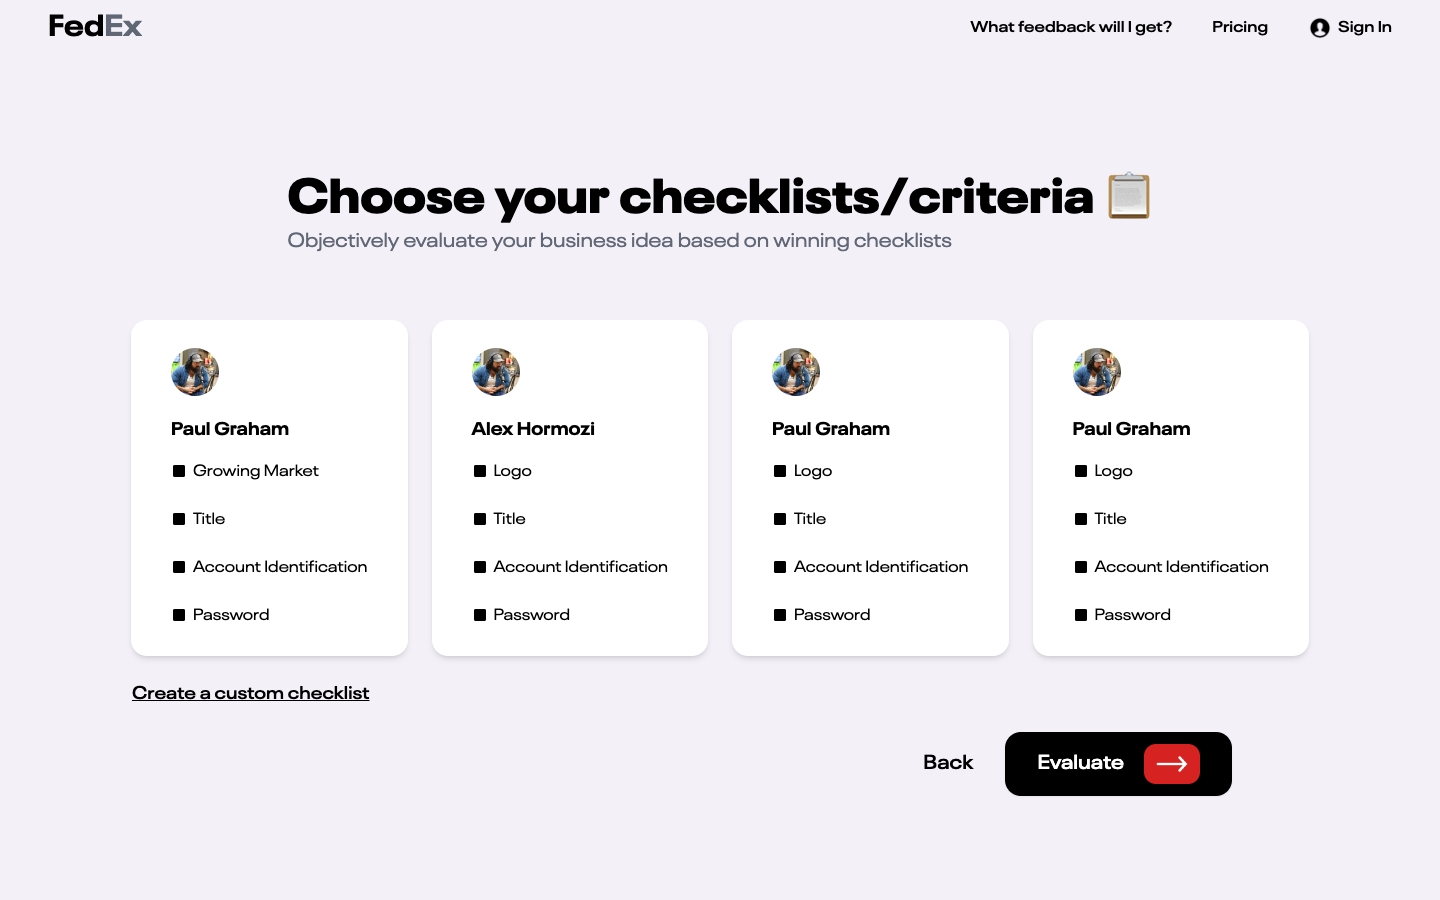 FedEx
What feedback will I get?
Pricing
Sign In
Choose your checklists/criteria
Objectively evaluate your business idea based on winning checklists
Paul Graham
Growing Market
Title
Account Identification
Password
Alex Hormozi
Logo
Title
Account Identification
Password
Paul Graham
Logo
Title
Account Identification
Password
Paul Graham
Logo
Title
Account Identification
Password
Create a custom checklist
Back
Evaluate